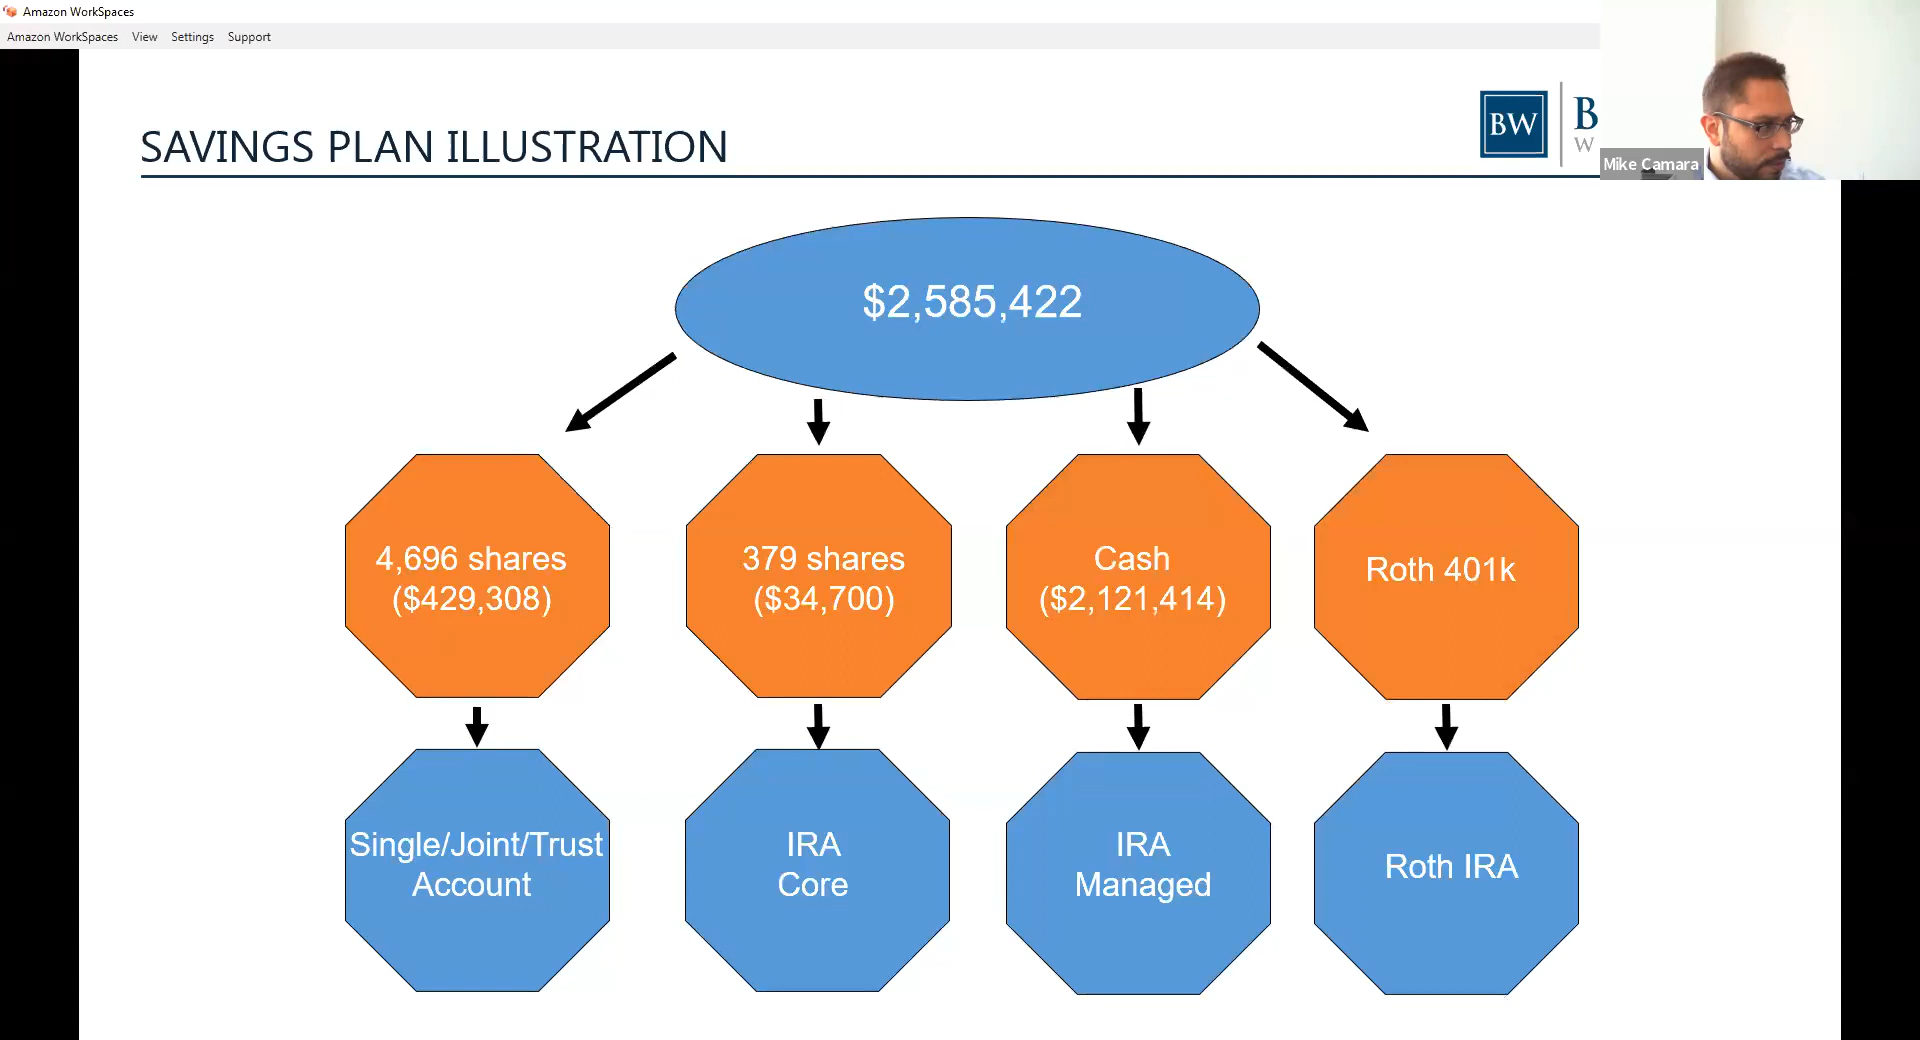 Amazon WorkSpaces
Amazon WorkSpaces View Settings Support
SAVINGS PLAN ILLUSTRATION
BW
B
W
Mike Camara
$2,585,422
4,696 shares
($429,308)
379 shares
($34,700)
Cash
($2,121,414)
Roth 401k
Single/Joint/Trust
Account
IRA
Core
IRA
Managed
Roth IRA